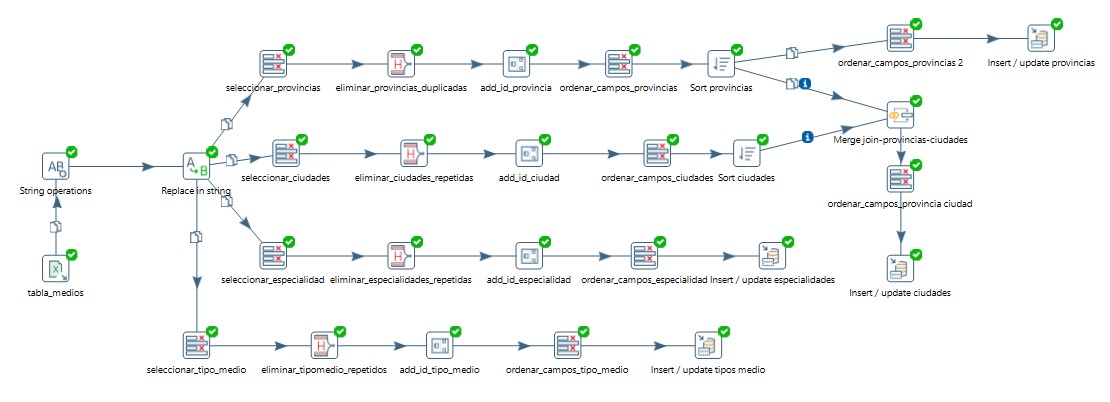 ordenar_campos_provincias 2
Insert / update provincias
seleccionar_provincias
eliminar_provincias_duplicadas
add_id_provincia
ordenar_campos_provincias
Sort provincias
Merge join-provincias-ciudades
String operations
Replace in string
seleccionar_ciudades
eliminar_ciudades_repetidas
add_id_ciudad
ordenar_campos_ciudades
Sort ciudades
ordenar_campos_provincia ciudad
tabla_medios
seleccionar_especialidad
eliminar_especialidades_repetidas
add_id_especialidad
ordenar_campos_especialidad
Insert / update especialidades
Insert / update ciudades
seleccionar_tipo_medio
eliminar_tipomedio_repetidos
add_id_tipo_medio
ordenar_campos_tipo_medio
Insert / update tipos medio